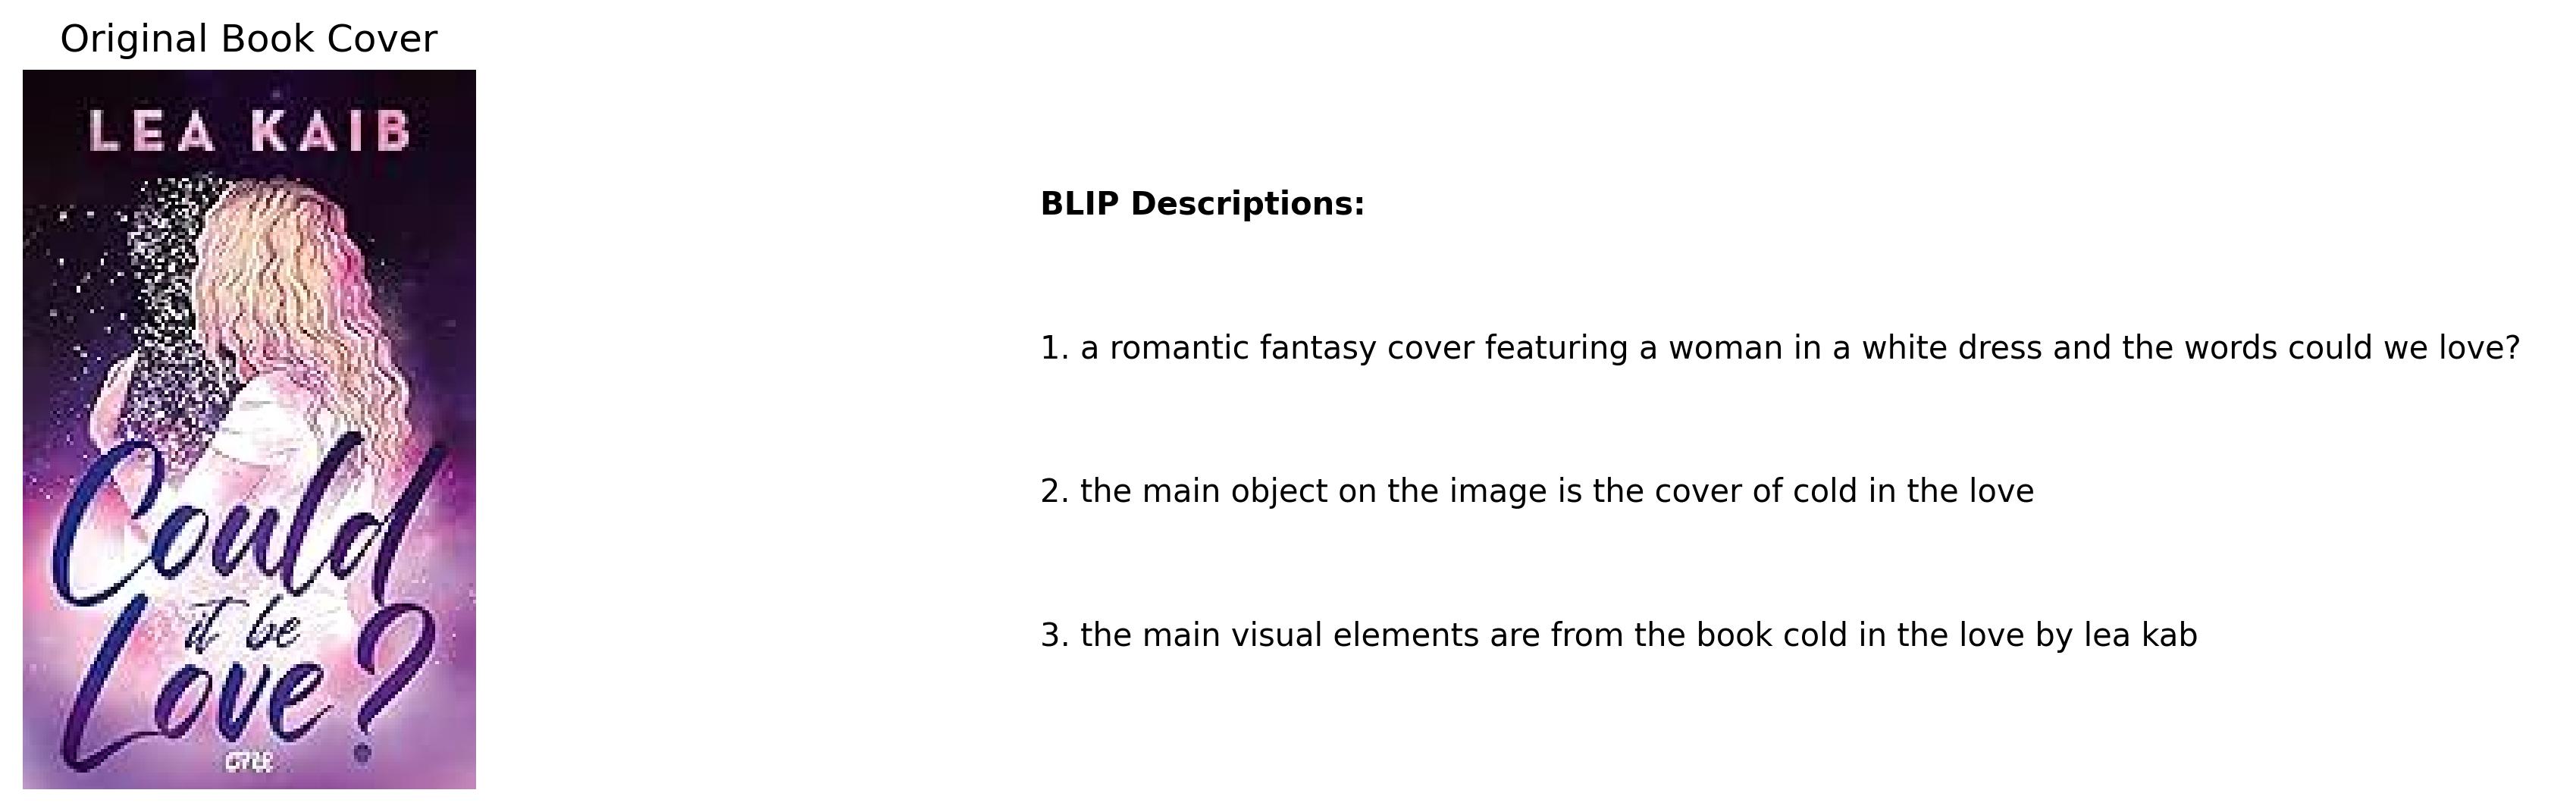 Original Book Cover
LEA KAIB
Could
it be
Love?
one
BLIP Descriptions:
1. a romantic fantasy cover featuring a woman in a white dress and the words could we love?
2. the main object on the image is the cover of cold in the love
3. the main visual elements are from the book cold in the love by lea kab